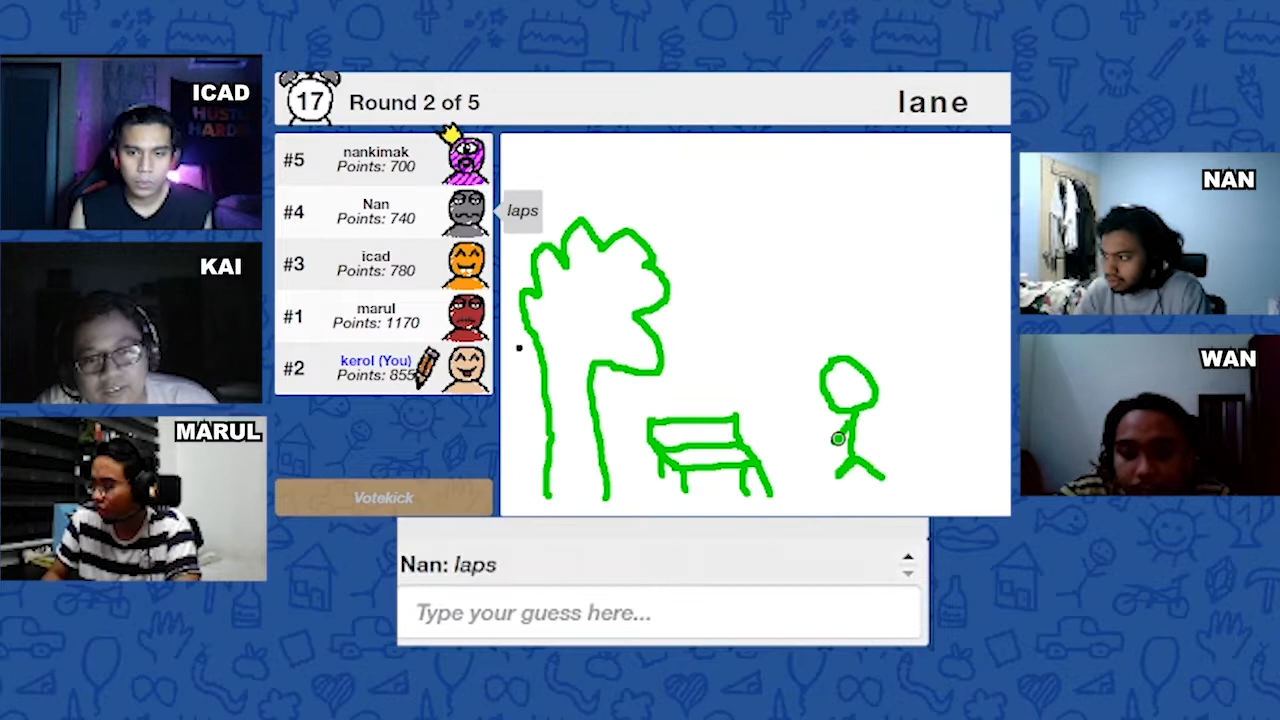 ICAD
HUSTLE
HARDER
KAI
MARUL
17
Round 2 of 5
lane
#5
nankimak
Points: 700
#4
Nan
Points: 740
laps
#3
icad
Points: 780
#1
marul
Points: 1170
#2
kerol (You)
Points: 855
Votekick
Nan: laps
Type your guess here...
NAN
WAN